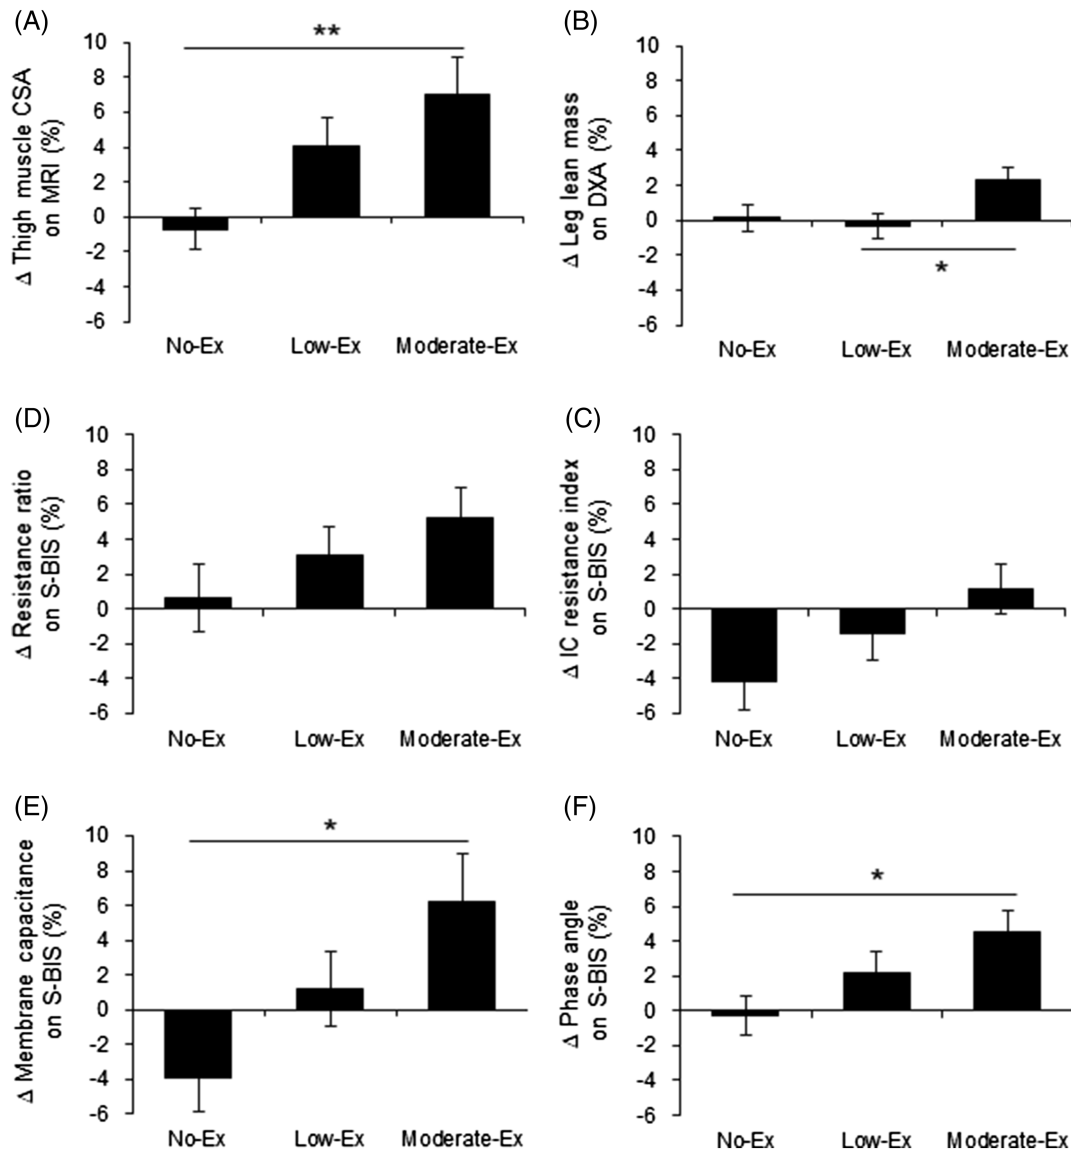 (A)
Δ Thigh muscle CSA
on MRI (%)
10
8
6
4
2
0
-2
-4
-6
**
No-Ex Low-Ex Moderate-Ex
(B)
Δ Leg lean mass
on DXA (%)
10
8
6
4
2
0
-2
-4
-6
*
No-Ex Low-Ex Moderate-Ex
(D)
Δ Resistance ratio
on S-BIS (%)
10
8
6
4
2
0
-2
-4
-6
No-Ex Low-Ex Moderate-Ex
(C)
Δ IC resistance index
on S-BIS (%)
10
8
6
4
2
0
-2
-4
-6
No-Ex Low-Ex Moderate-Ex
(E)
Δ Membrane capacitance
on S-BIS (%)
10
8
6
4
2
0
-2
-4
-6
*
No-Ex Low-Ex Moderate-Ex
(F)
Δ Phase angle
on S-BIS (%)
10
8
6
4
2
0
-2
-4
-6
*
No-Ex Low-Ex Moderate-Ex